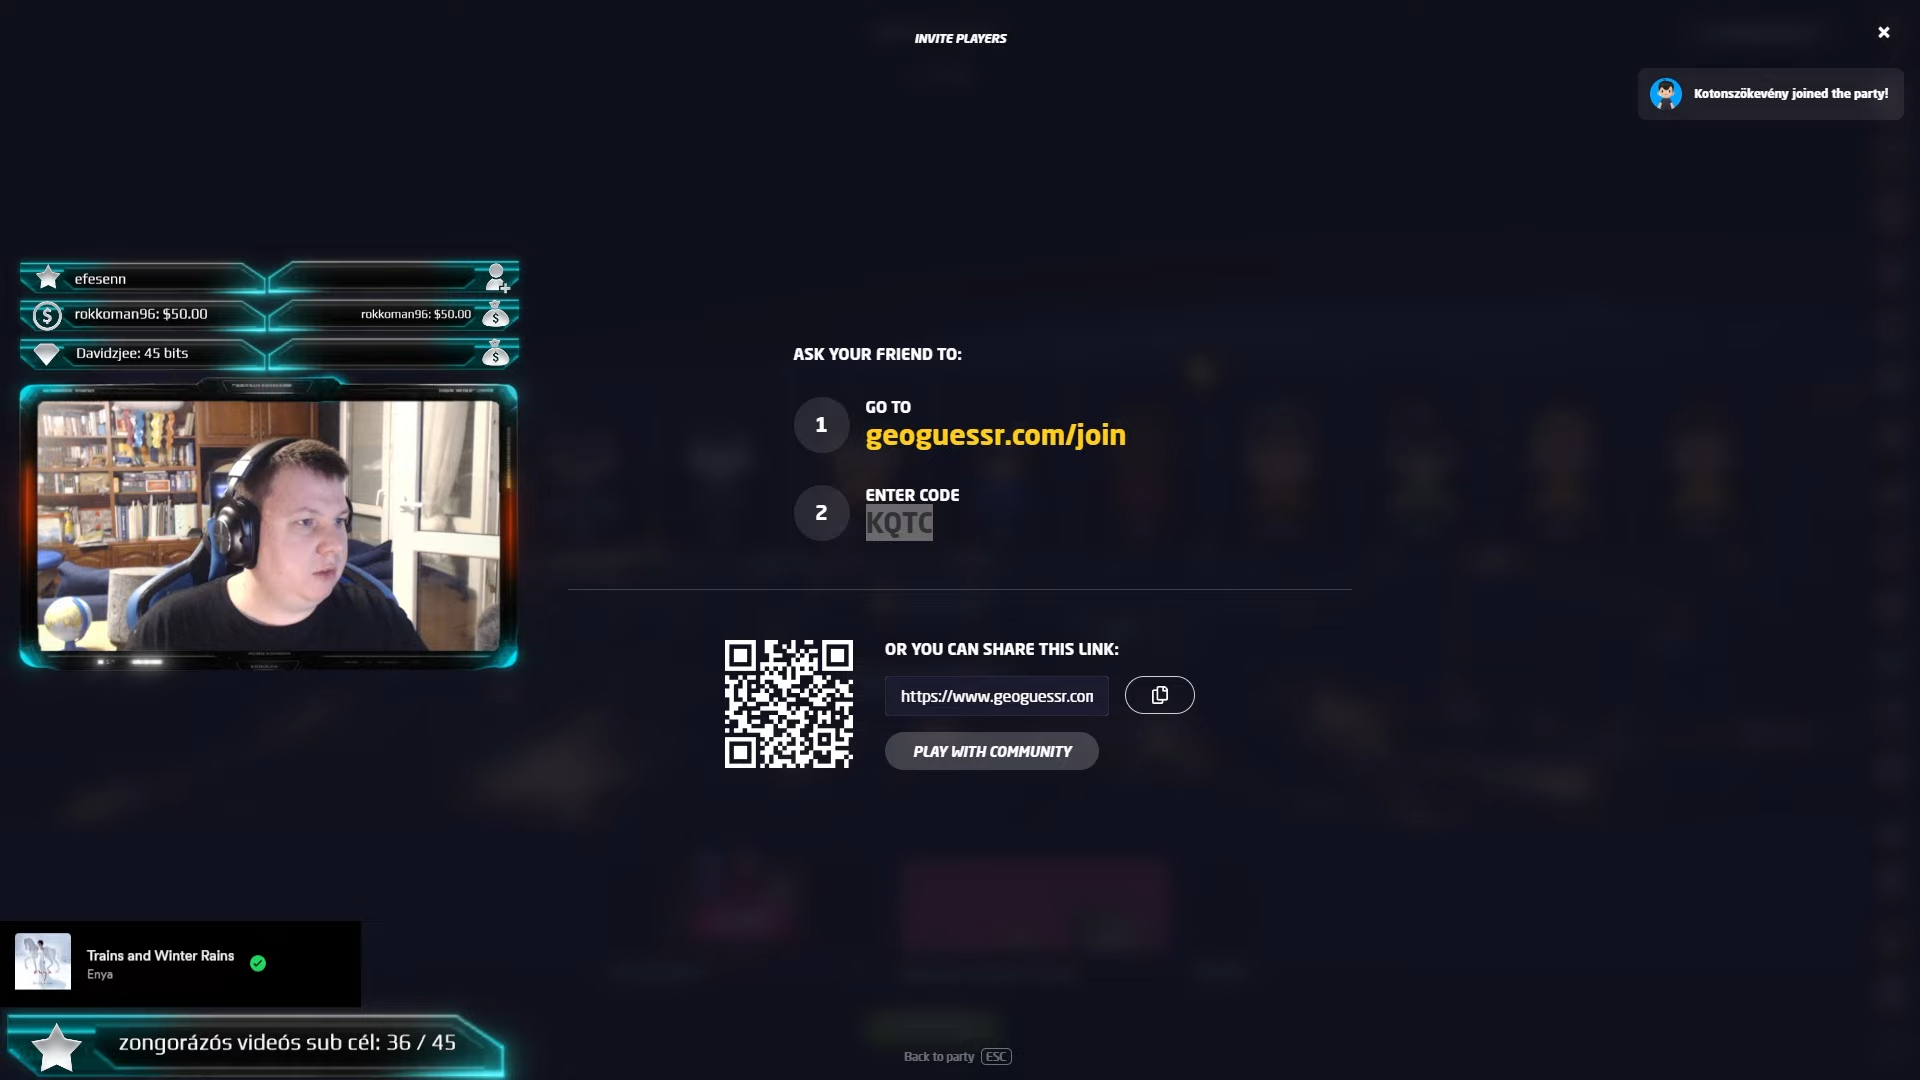 INVITE PLAYERS
Kotonszökevény joined the party!
efesenn
rokkoman96: $50.00
rokkoman96: $50.00
Davidzjee: 45 bits
ASK YOUR FRIEND TO:
1
GO TO
geoguessr.com/join
2
ENTER CODE
KQTC
OR YOU CAN SHARE THIS LINK:
https://www.geoguessr.con
PLAY WITH COMMUNITY
Trains and Winter Rains
Enya
zongorázós videós sub cél: 36 / 45
Back to party ESC